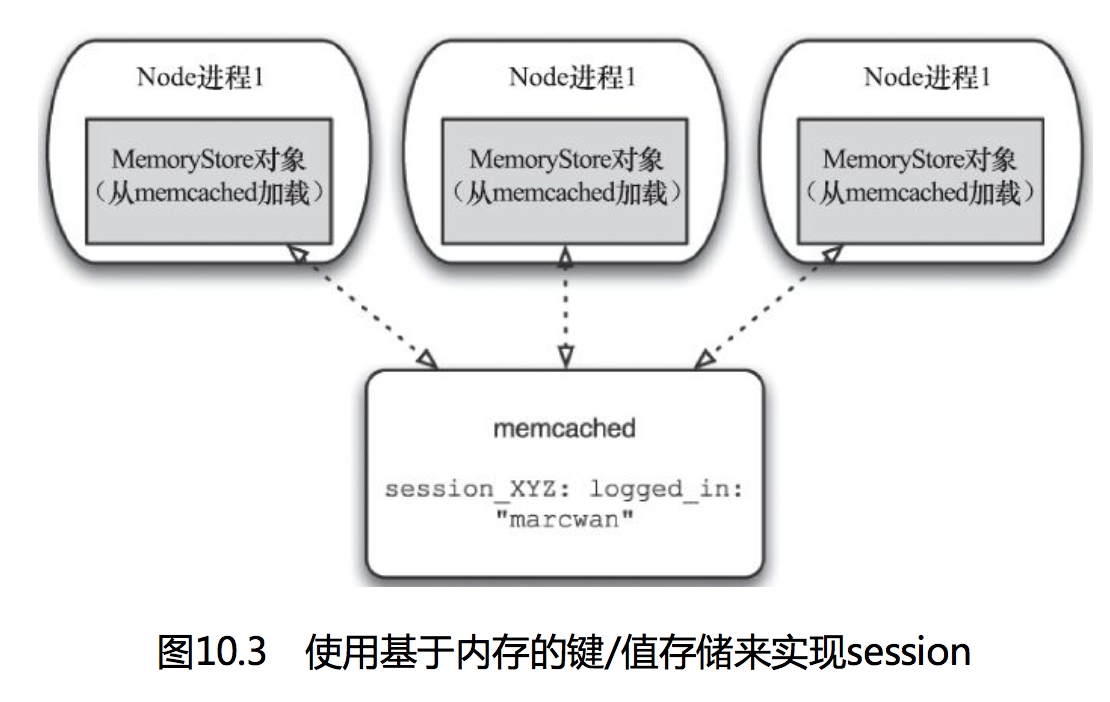 Node进程1
MemoryStore对象
（从memcached加载）
Node进程1
MemoryStore对象
（从memcached加载）
Node进程1
MemoryStore对象
（从memcached加载）
memcached
session_XYZ: logged_in:
"marcwan"
图10.3 使用基于内存的键/值存储来实现session